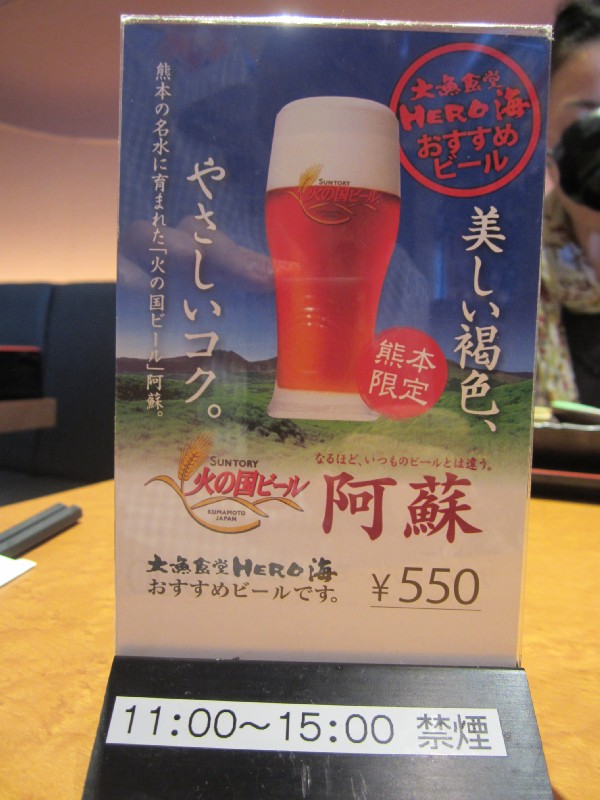 大魚食堂
HERO海
おすすめ
ビール
美しい褐色、
やさしいコク。
熊本の名水に育まれた「火の国ビール」阿蘇。
SUNTORY
火の国ビール
熊本
限定
なるほど、いつものビールとは違う。
SUNTORY
火の国ビール
KUMAMOTO
JAPAN
阿蘇
大魚食堂HERO海
おすすめビールです。
¥550
11:00～15:00 禁煙